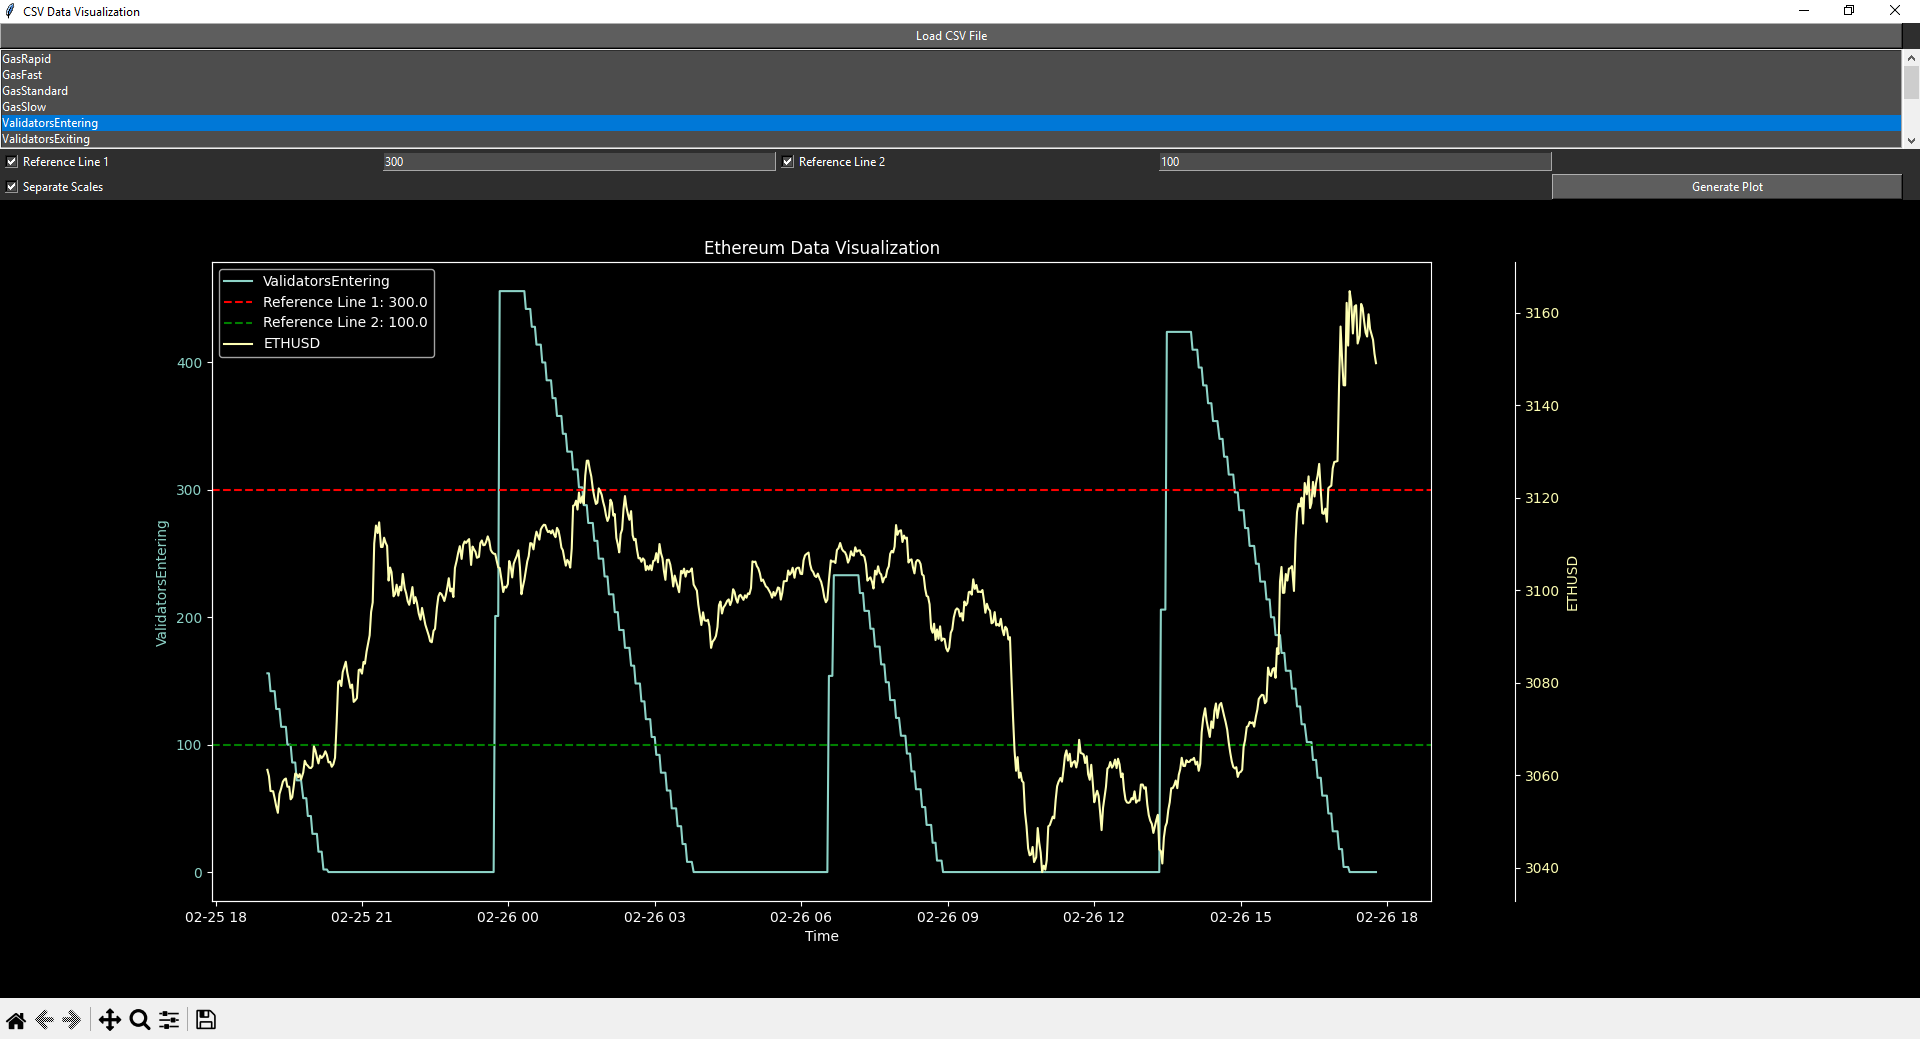 CSV Data Visualization
Load CSV File
GasRapid
GasFast
GasStandard
GasSlow
ValidatorsEntering
ValidatorsExiting
Reference Line 1 300 Reference Line 2 100
Separate Scales Generate Plot
Ethereum Data Visualization
ValidatorsEntering
Reference Line 1: 300.0
Reference Line 2: 100.0
ETHUSD
400
300
200
100
0
ValidatorsEntering
3160
3140
3120
3100
3080
3060
3040
ETHUSD
02-25 18 02-25 21 02-26 00 02-26 03 02-26 06 02-26 09 02-26 12 02-26 15 02-26 18
Time